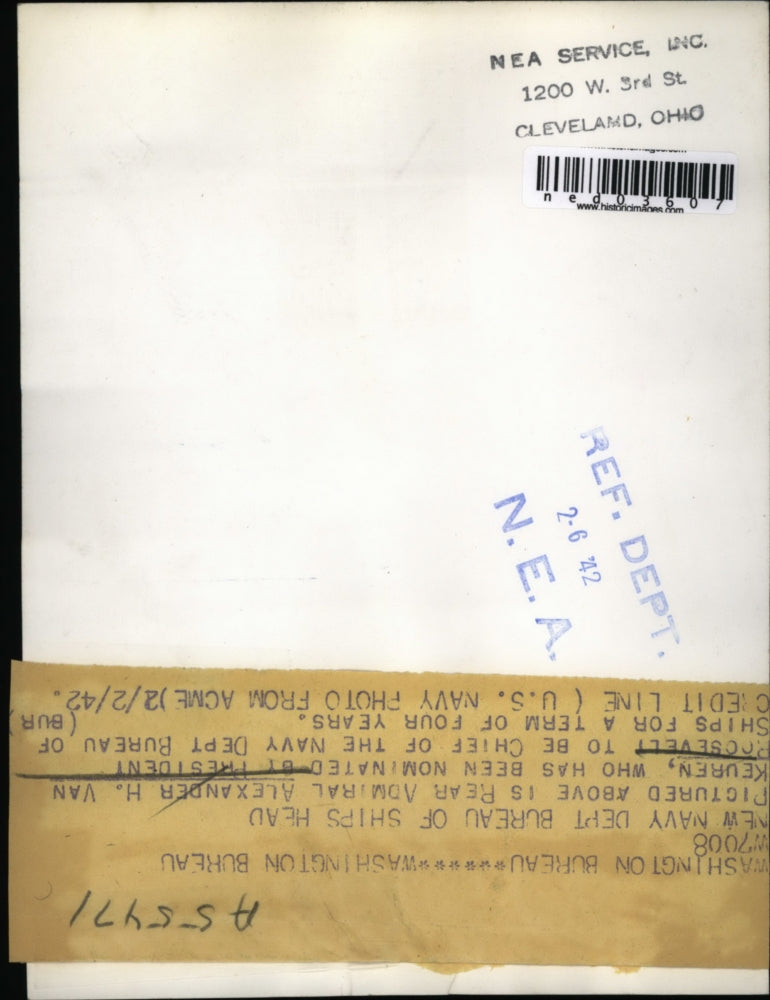 NEA SERVICE, INC.
1200 W. 3rd St.
CLEVELAND, OHIO
ned03607
www.historicimages.com
REF. DEPT.
2-6 '42
N. E. A.
A55471
WASHINGTON BUREAU*******WASHINGTON BUREAU
W7008
NEW NAVY DEPT BUREAU OF SHIPS HEAD
PICTURED ABOVE IS REAR ADMIRAL ALEXANDER H. VAN
KEUREN, WHO HAS BEEN NOMINATED BY PRESIDENT
ROOSEVELT TO BE CHIEF OF THE NAVY DEPT BUREAU OF
SHIPS FOR A TERM OF FOUR YEARS. (BUR)
CREDIT LINE ( U.S. NAVY PHOTO FROM ACME)2/2/42.